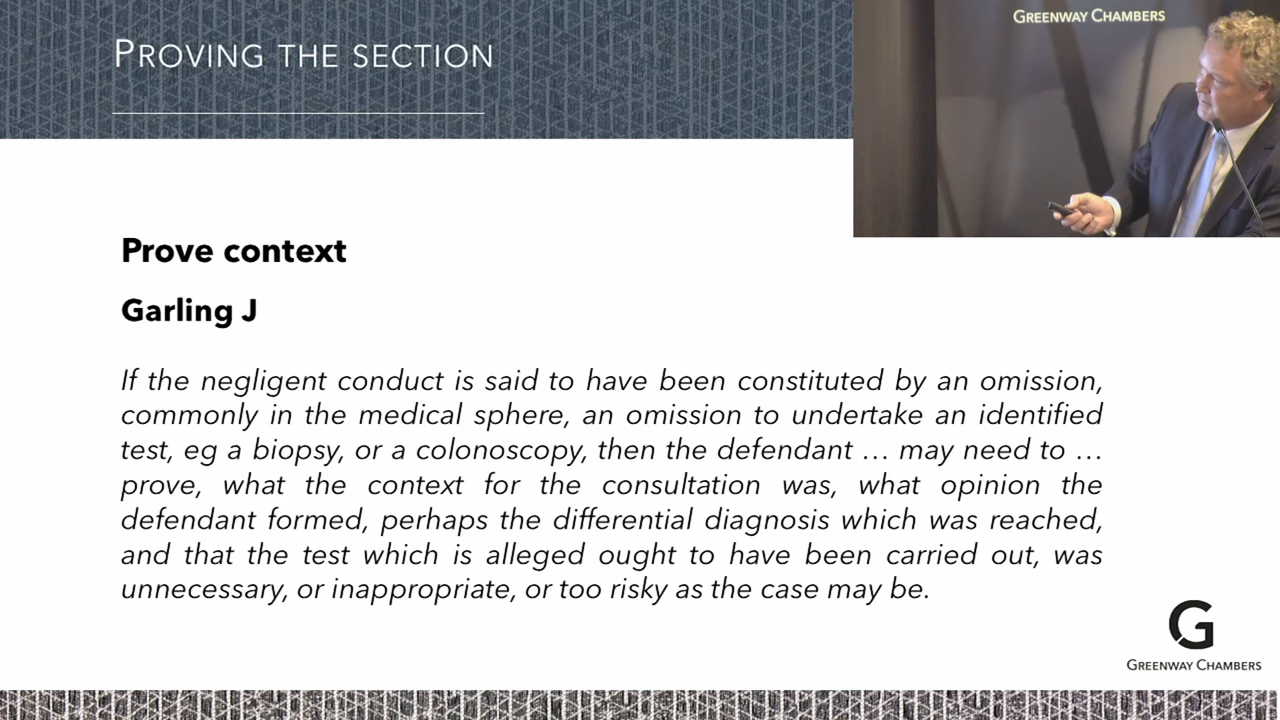 PROVING THE SECTION
GREENWAY CHAMBERS
Prove context
Garling J
If the negligent conduct is said to have been constituted by an omission,
commonly in the medical sphere, an omission to undertake an identified
test, eg a biopsy, or a colonoscopy, then the defendant … may need to …
prove, what the context for the consultation was, what opinion the
defendant formed, perhaps the differential diagnosis which was reached,
and that the test which is alleged ought to have been carried out, was
unnecessary, or inappropriate, or too risky as the case may be.
G
GREENWAY CHAMBERS